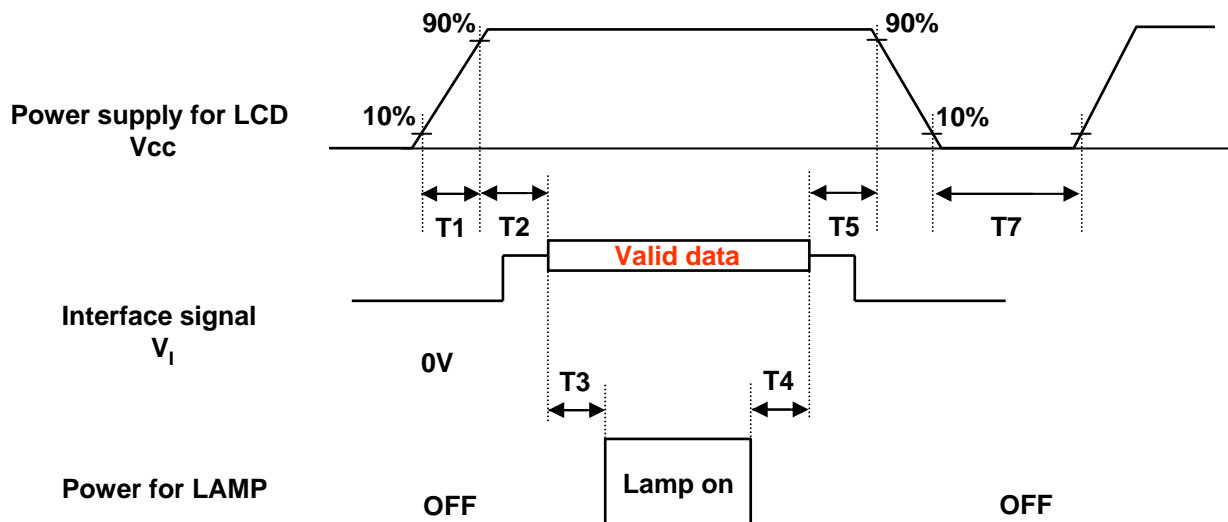 90%
90%
Power supply for LCD
Vcc
10%
10%
T1
T2
T5
T7
Valid data
Interface signal
VI
0V
T3
T4
Power for LAMP
OFF
Lamp on
OFF